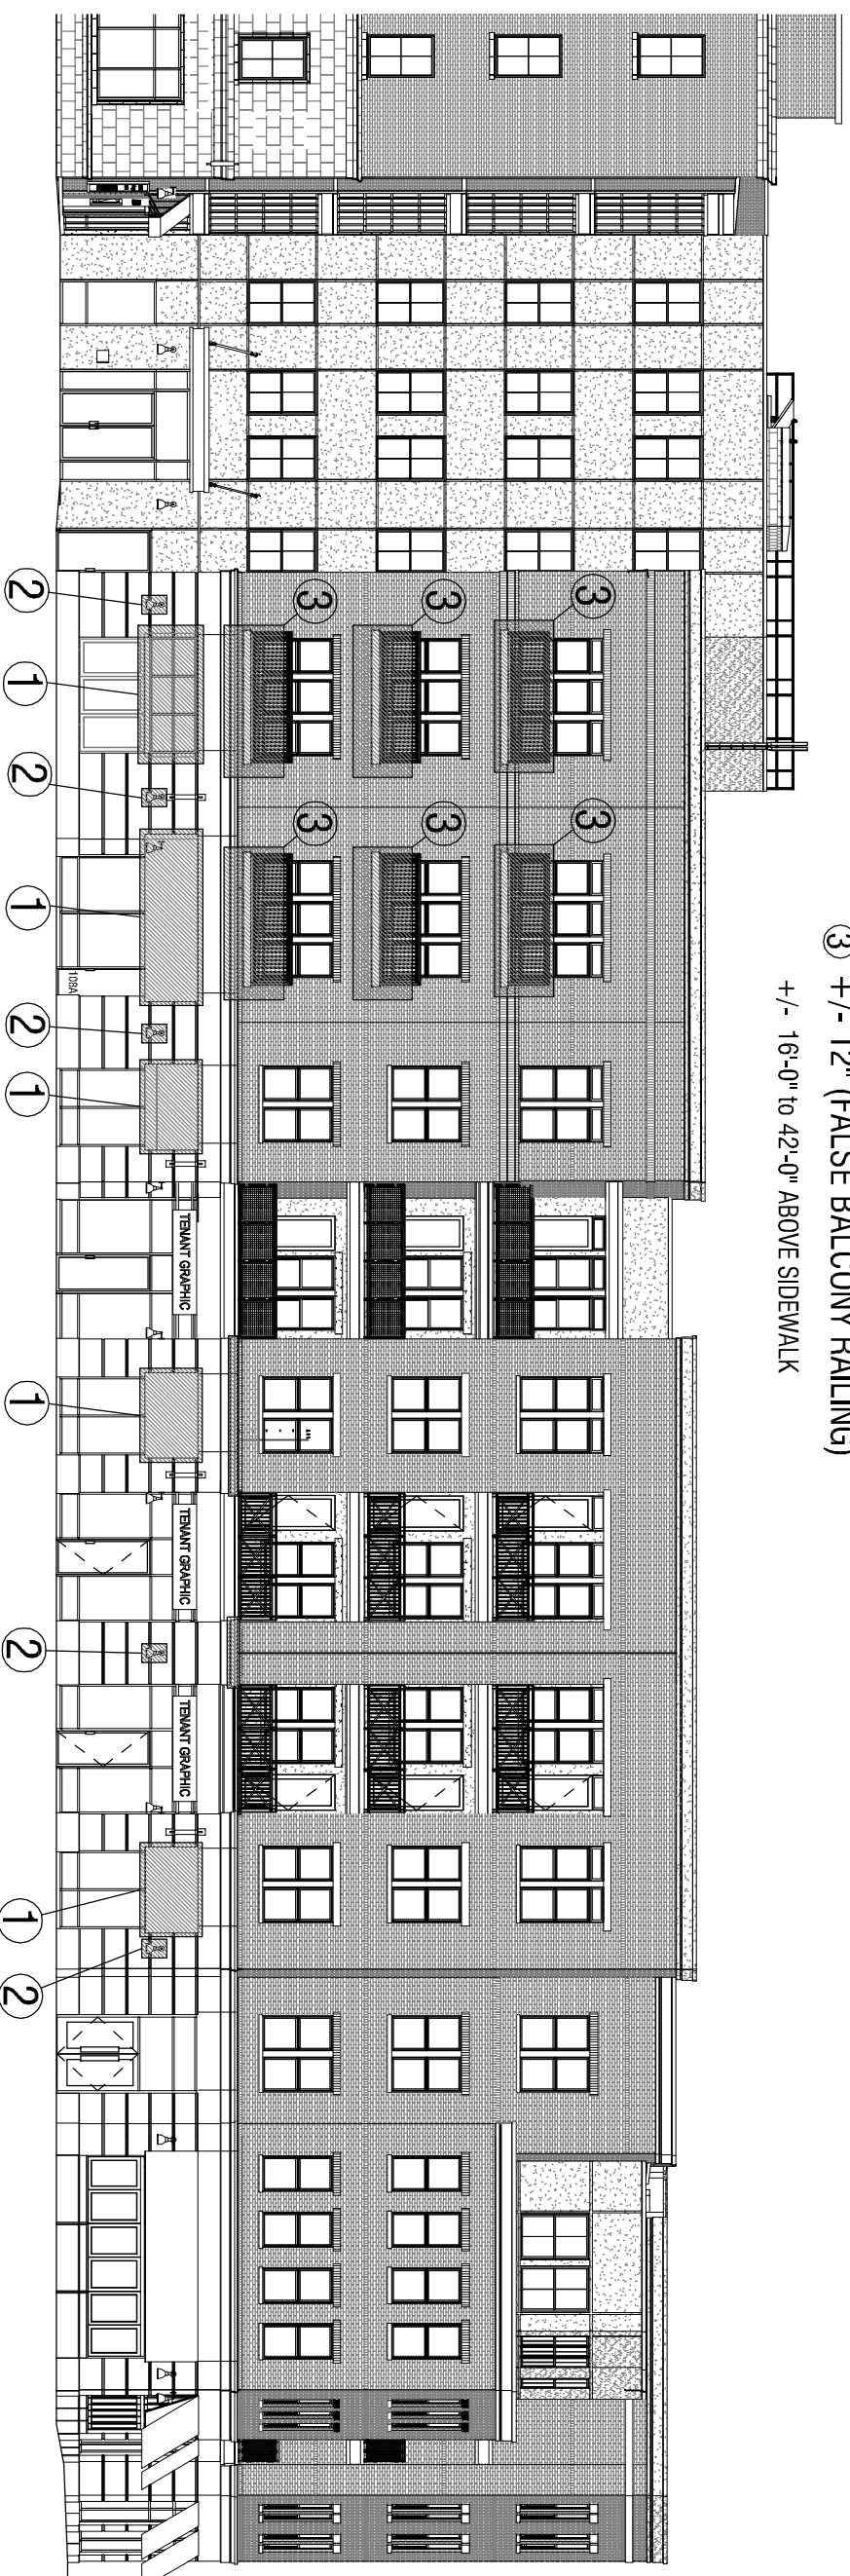 ③ +/- 12" (FALSE BALCONY RAILING)
+/- 16'-0" to 42'-0" ABOVE SIDEWALK
③
③
③
③
③
③
TENANT GRAPHIC
TENANT GRAPHIC
TENANT GRAPHIC
108A
②
①
②
①
②
①
①
②
①
②